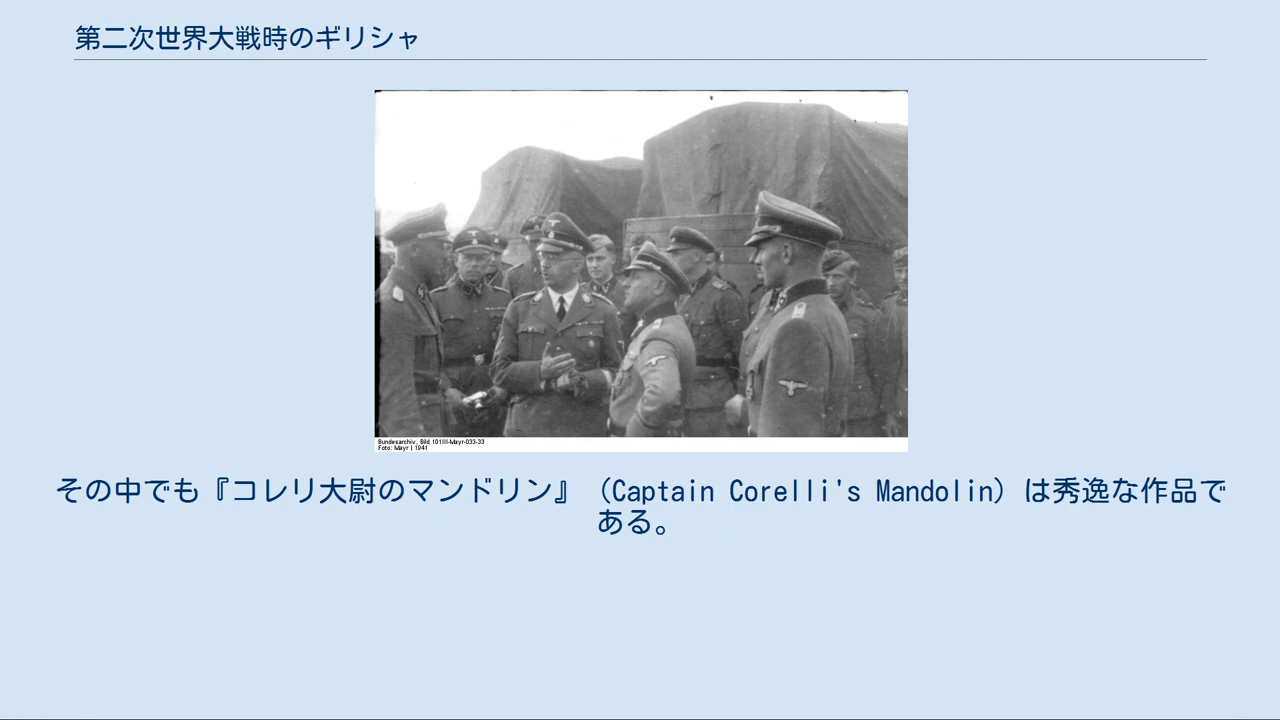 第二次世界大戦時のギリシャ
Bundesarchiv, Bild 101III-Mayr-033-33
Foto: Mayr | 1941
その中でも『コレリ大尉のマンドリン』（Captain Corelli's Mandolin）は秀逸な作品で
ある。